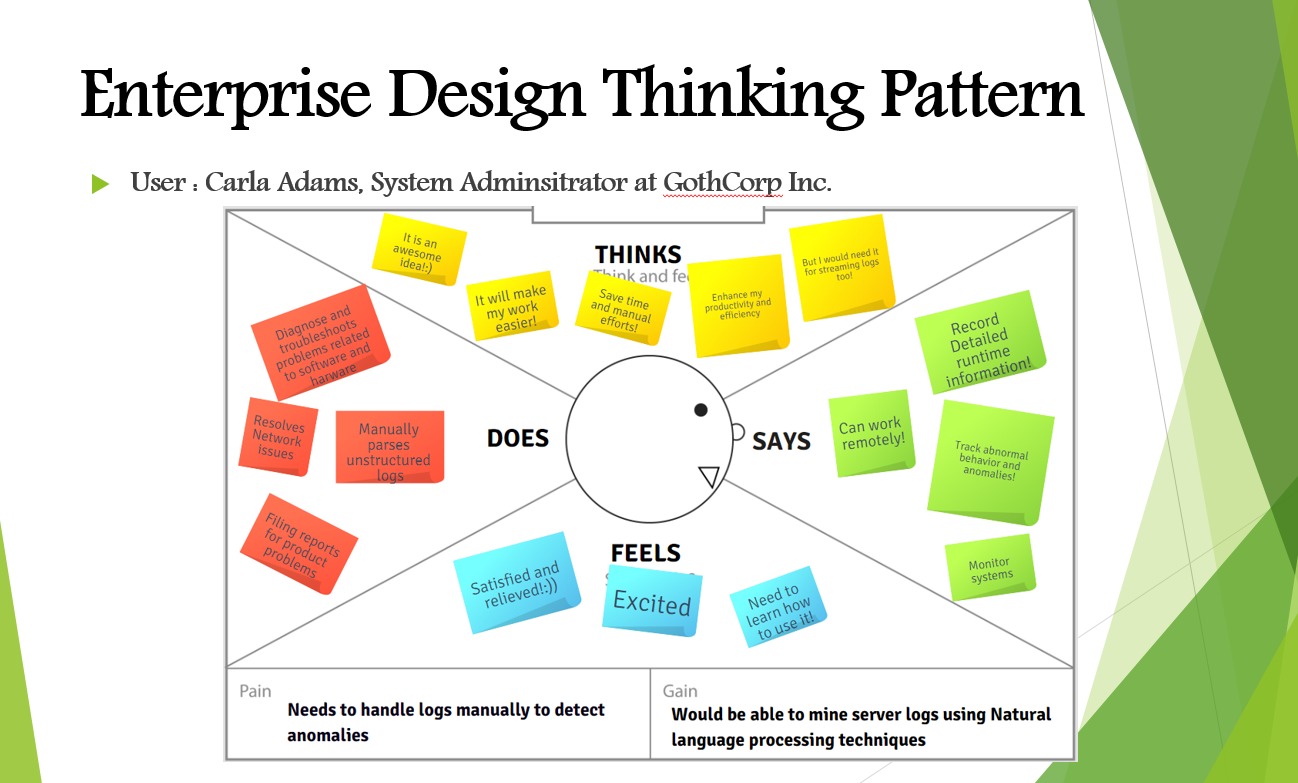 Enterprise Design Thinking Pattern
User : Carla Adams, System Adminsitrator at GothCorp Inc.
THINKS
Think and fee
It is an
awesome
idea!:)
It will make
my work
easier!
Save time
and manual
efforts!
Enhance my
productivity and
efficiency
But I would need it
for streaming logs
too!
Diagnose and
troubleshoots
problems related
to software and
harware
Resolves
Network
issues
Manually
parses
unstructured
logs
Filing reports
for product
problems
DOES
SAYS
Record
Detailed
runtime
information!
Can work
remotely!
Track abnormal
behavior and
anomalies!
Monitor
systems
FEELS
Satisfied and
relieved!:))
Excited
Need to
learn how
to use it!
Pain
Needs to handle logs manually to detect
anomalies
Gain
Would be able to mine server logs using Natural
language processing techniques